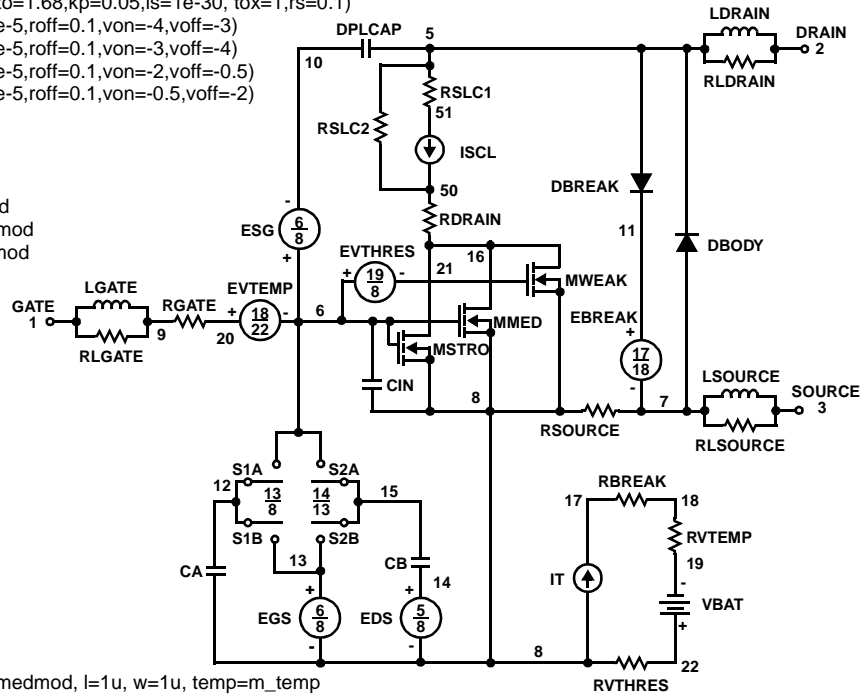 to=1.68,kp=0.05,is=1e-30, tox=1,rs=0.1)
e-5,roff=0.1,von=-4,voff=-3)
e-5,roff=0.1,von=-3,voff=-4)
e-5,roff=0.1,von=-2,voff=-0.5)
e-5,roff=0.1,von=-0.5,voff=-2)
d
mod
mod
LDRAIN
DPLCAP 5 DRAIN
10 2
RLDRAIN
RSLC1
51
RSLC2
ISCL
50
DBREAK
RDRAIN
ESG 6 8
11
DBODY
EVTHRES 16
19 8 21
MWEAK
LGATE EVTEMP
GATE RGATE 18 22 6
1 9 20
RLGATE
MMED
MSTRO
EBREAK
17 18
CIN
8
LSOURCE
SOURCE
7 3
RSOURCE
RLSOURCE
S1A S2A
12 13 8 14 13 15
S1B S2B
13
CA CB
14
EGS 6 8 EDS 5 8
RBREAK
17 18
RVTEMP
19
IT
VBAT
8 22
RVTHRES
medmod, l=1u, w=1u, temp=m_temp